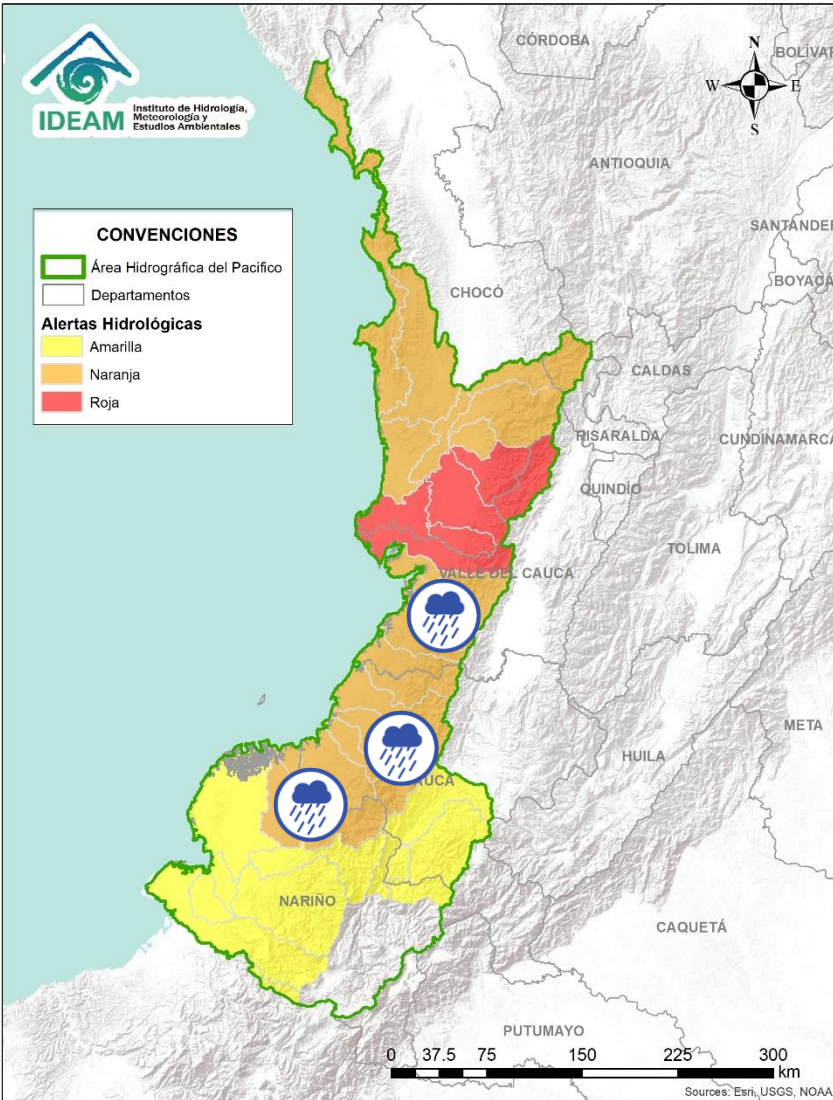 IDEAM
Instituto de Hidrología,
Meteorología y
Estudios Ambientales
N
W E
S
CÓRDOBA
BOLÍVAR
ANTIOQUIA
SANTANDER
BOYACÁ
CONVENCIONES
Área Hidrográfica del Pacifico
Departamentos
Alertas Hidrológicas
Amarilla
Naranja
Roja
CHOCÓ
CALDAS
RISARALDA
CUNDINAMARCA
QUINDÍO
TOLIMA
VALLE DEL CAUCA
META
HUILA
AUCA
NARIÑO
CAQUETÁ
PUTUMAYO
0 37.5 75 150 225 300
km
Sources: Esri, USGS, NOAA